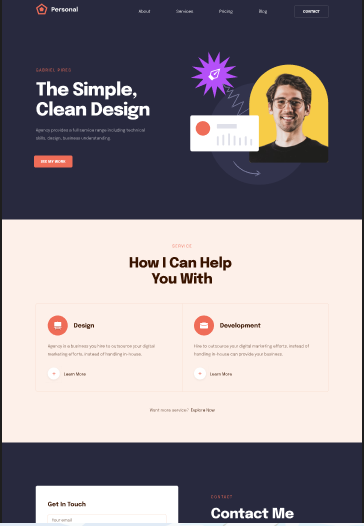 Personal
About
Services
Pricing
Blog
CONTACT
GABRIEL PIRES
The Simple,
Clean Design
Agency provides a full service range including technical
skills, design, business understanding.
SEE MY WORK
SERVICE
How I Can Help
You With
Design
Agency is a business you hire to outsource your digital
marketing efforts, instead of handling in-house.
Learn More
Development
Hire to outsource your digital marketing efforts, instead of
handling in-house can provide your business.
Learn More
Want more service? Explore Now
Get In Touch
Your email
CONTACT
Contact Me